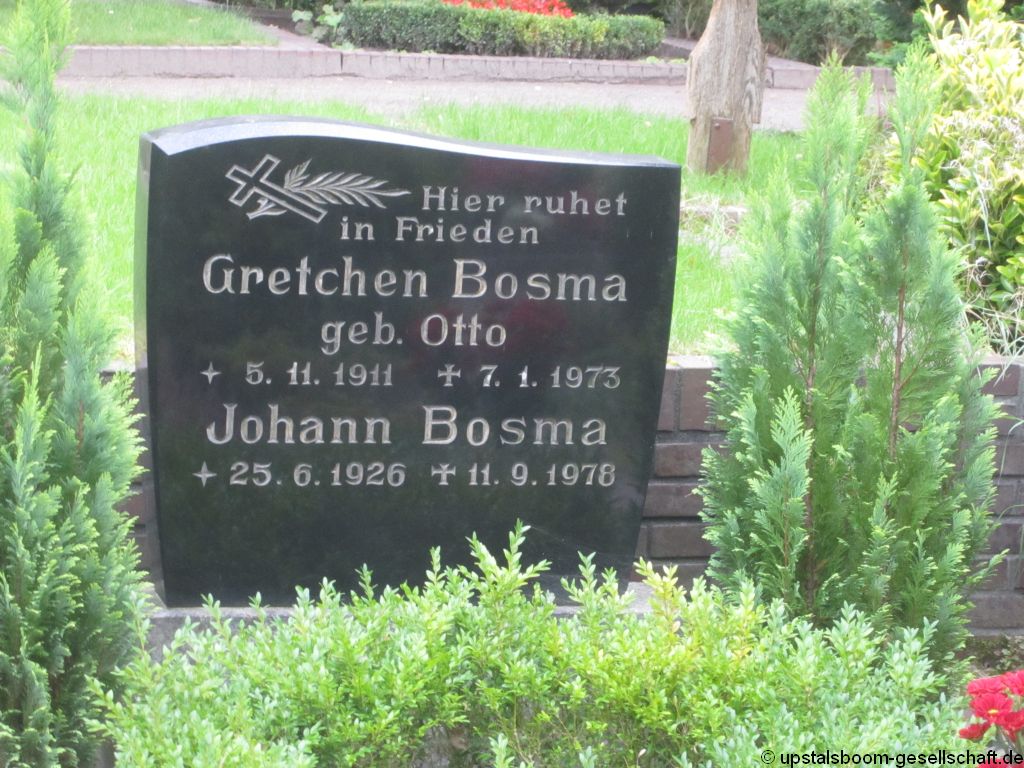 Hier ruhet
in Frieden
Gretchen Bosma
geb. Otto
5. 11. 1911 7. 1. 1973
Johann Bosma
25. 6. 1926 11. 9. 1978
© upstalsboom-gesellschaft.de